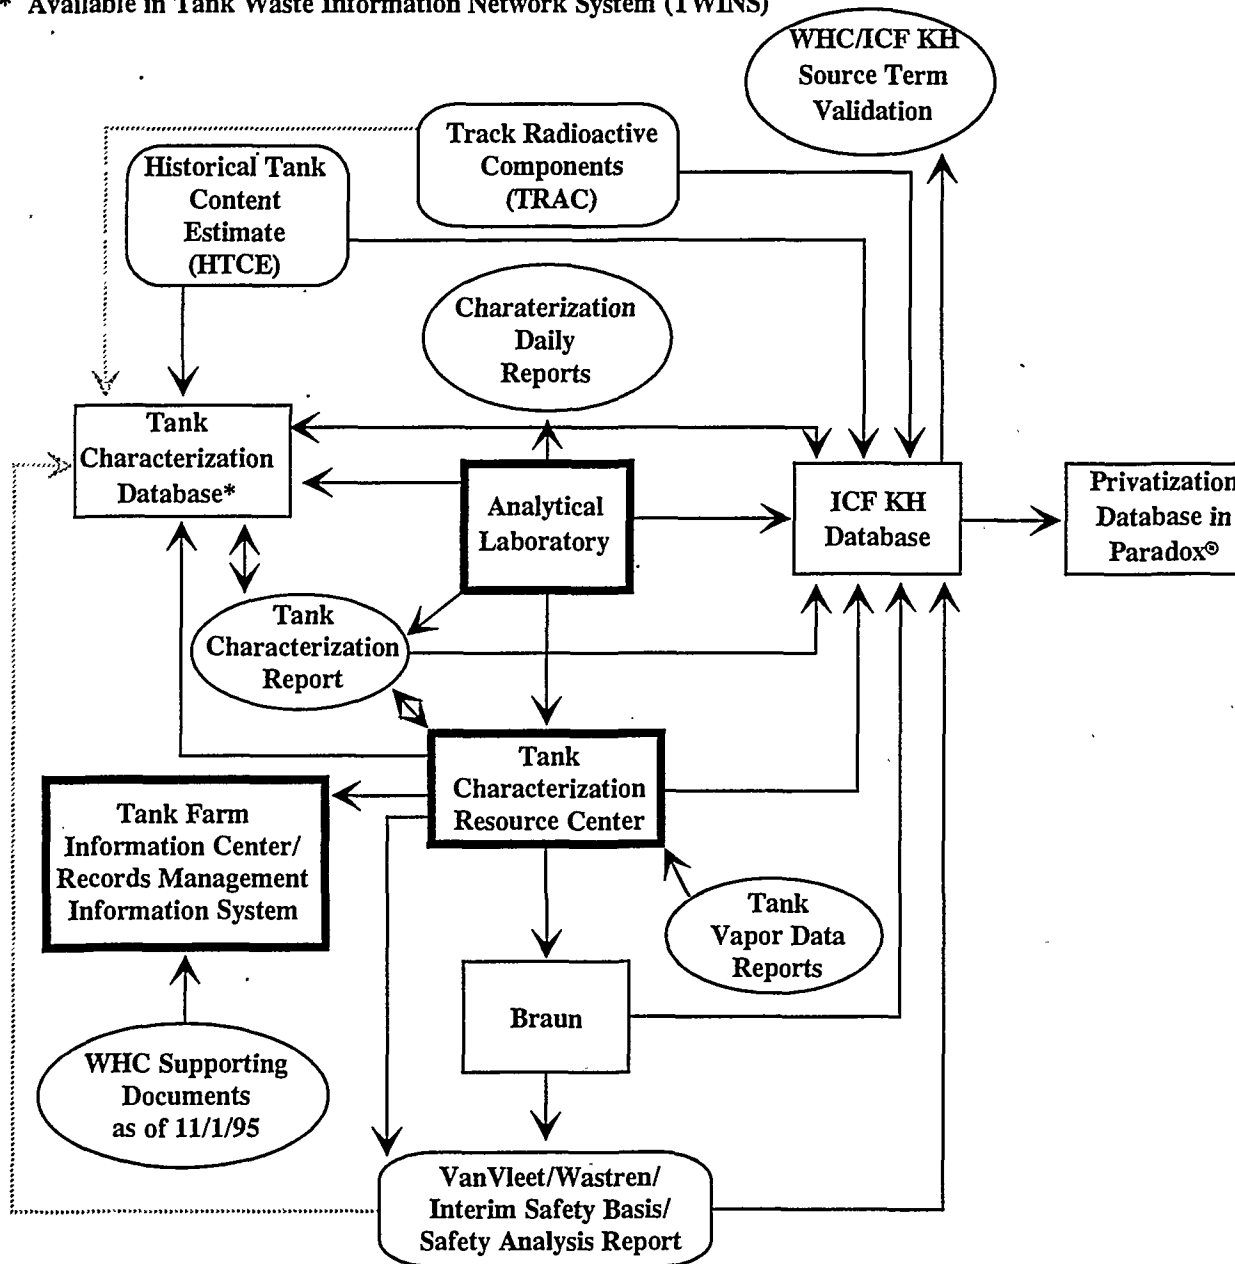 * Available in Tank Waste Information Network System (TWINS)
WHC/ICF KH
Source Term
Validation
Track Radioactive
Components
(TRAC)
Historical Tank
Content
Estimate
(HTCE)
Charaterization
Daily
Reports
Tank
Characterization
Database*
Analytical
Laboratory
ICF KH
Database
Privatization
Database in
Paradox®
Tank
Characterization
Report
Tank
Characterization
Resource Center
Tank Farm
Information Center/
Records Management
Information System
Tank
Vapor Data
Reports
Braun
WHC Supporting
Documents
as of 11/1/95
VanVleet/Wastren/
Interim Safety Basis/
Safety Analysis Report